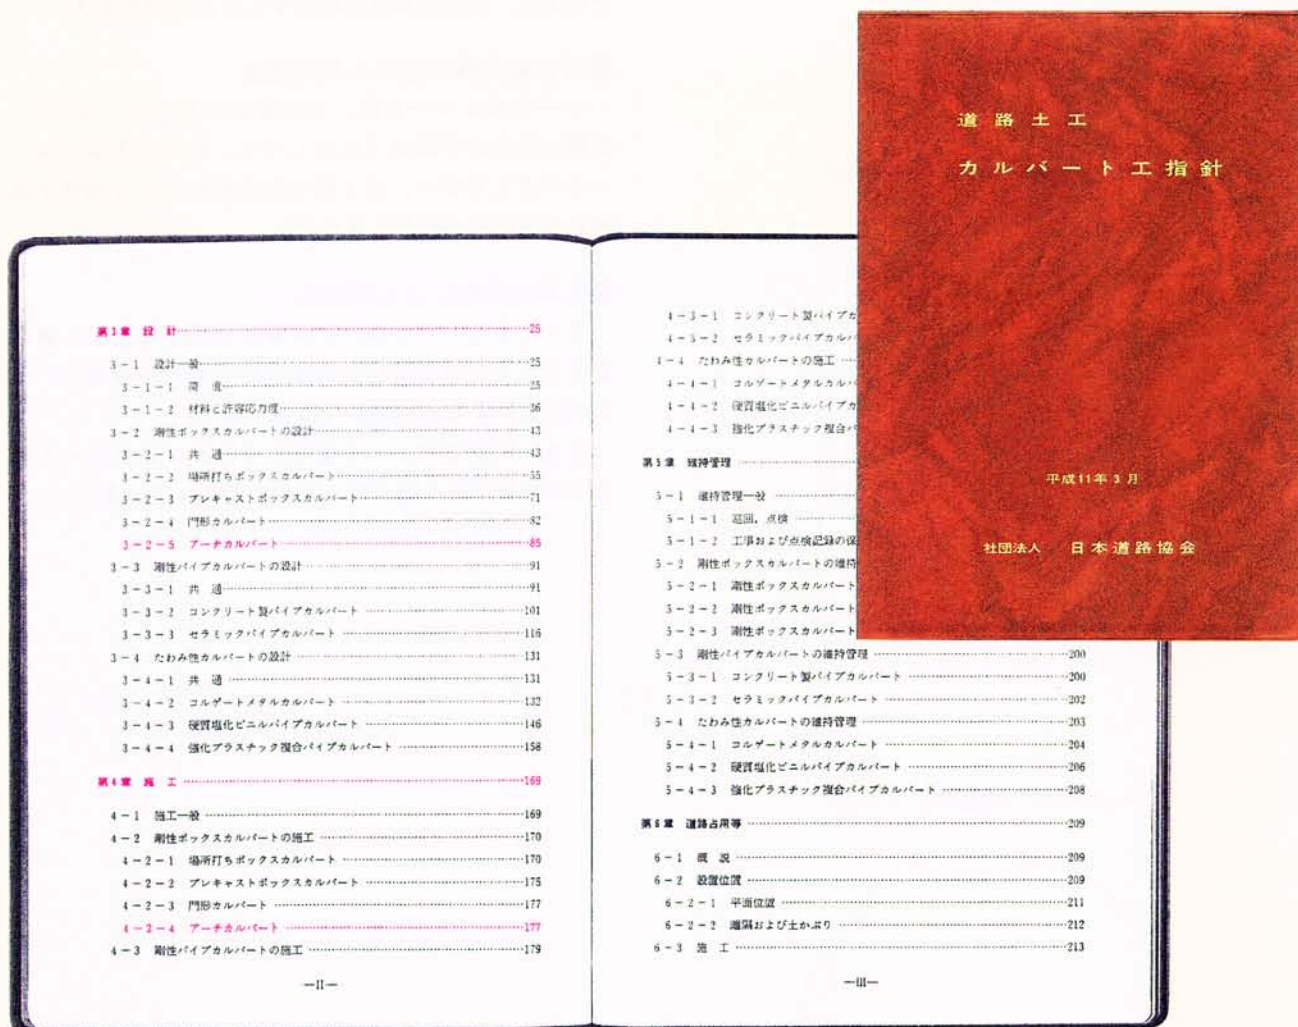 道路土工
カルバート工指針
平成11年3月
社団法人 日本道路協会
第3章 設計 25
3-1 設計一般 25
3-1-1 荷重 25
3-1-2 材料と許容応力度 36
3-2 剛性ボックスカルバートの設計 43
3-2-1 共通 43
3-2-2 場所打ちボックスカルバート 55
3-2-3 プレキャストボックスカルバート 71
3-2-4 門形カルバート 82
3-2-5 アーチカルバート 85
3-3 剛性パイプカルバートの設計 91
3-3-1 共通 91
3-3-2 コンクリート製パイプカルバート 101
3-3-3 セラミックパイプカルバート 116
3-4 たわみ性カルバートの設計 131
3-4-1 共通 131
3-4-2 コルゲートメタルカルバート 132
3-4-3 硬質塩化ビニルパイプカルバート 146
3-4-4 強化プラスチック複合パイプカルバート 158
第4章 施工 169
4-1 施工一般 169
4-2 剛性ボックスカルバートの施工 170
4-2-1 場所打ちボックスカルバート 170
4-2-2 プレキャストボックスカルバート 175
4-2-3 門形カルバート 177
4-2-4 アーチカルバート 177
4-3 剛性パイプカルバートの施工 179
—II—
4-3-1 コンクリート製パイプカ
4-3-2 セラミックパイプカルバ
4-4 たわみ性カルバートの施工
4-4-1 コルゲートメタルカルバ
4-4-2 硬質塩化ビニルパイプカ
4-4-3 強化プラスチック複合パ
第5章 維持管理
5-1 維持管理一般
5-1-1 巡回，点検
5-1-2 工事および点検記録の保
5-2 剛性ボックスカルバートの維持
5-2-1 剛性ボックスカルバート
5-2-2 剛性ボックスカルバート
5-2-3 剛性ボックスカルバート
5-3 剛性パイプカルバートの維持管理 200
5-3-1 コンクリート製パイプカルバート 200
5-3-2 セラミックパイプカルバート 202
5-4 たわみ性カルバートの維持管理 203
5-4-1 コルゲートメタルカルバート 204
5-4-2 硬質塩化ビニルパイプカルバート 206
5-4-3 強化プラスチック複合パイプカルバート 208
第6章 道路占用等 209
6-1 概説 209
6-2 設置位置 209
6-2-1 平面位置 211
6-2-2 離隔および土かぶり 212
6-3 施工 213
—III—